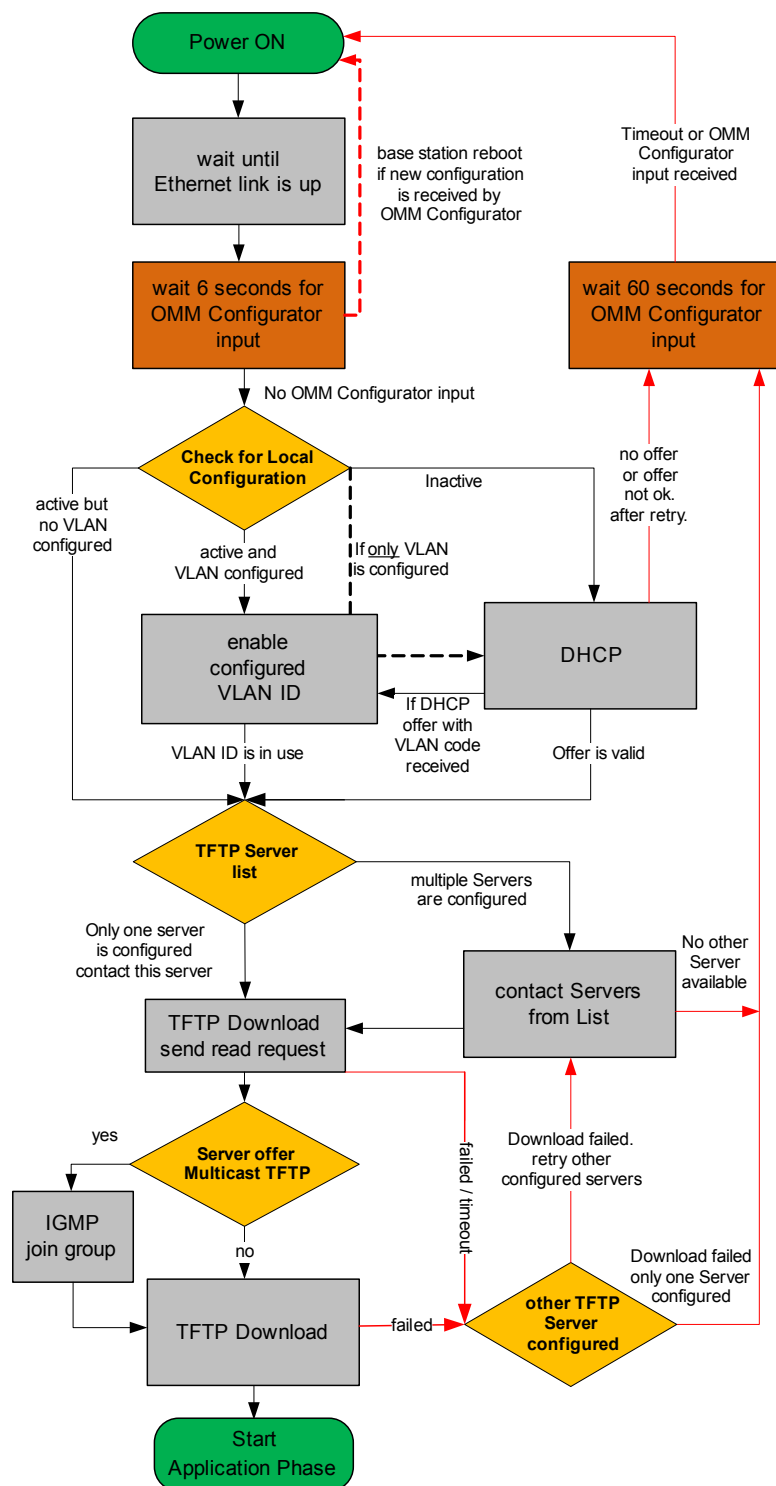 Power ON
wait until
Ethernet link is up
base station reboot
if new configuration
is received by
OMM Configurator
Timeout or OMM
Configurator
input received
wait 6 seconds for
OMM Configurator
input
wait 60 seconds for
OMM Configurator
input
No OMM Configurator input
Check for Local
Configuration
Inactive
no offer
or offer
not ok.
after retry.
active but
no VLAN
configured
active and
VLAN configured
If only VLAN
is configured
enable
configured
VLAN ID
DHCP
If DHCP
offer with
VLAN code
received
VLAN ID is in use
Offer is valid
TFTP Server
list
multiple Servers
are configured
Only one server
is configured
contact this server
No other
Server
available
contact Servers
from List
TFTP Download
send read request
yes
Server offer
Multicast TFTP
failed / timeout
Download failed.
retry other
configured servers
IGMP
join group
no
Download failed
only one Server
configured
TFTP Download
failed
other TFTP
Server
configured
Start
Application Phase